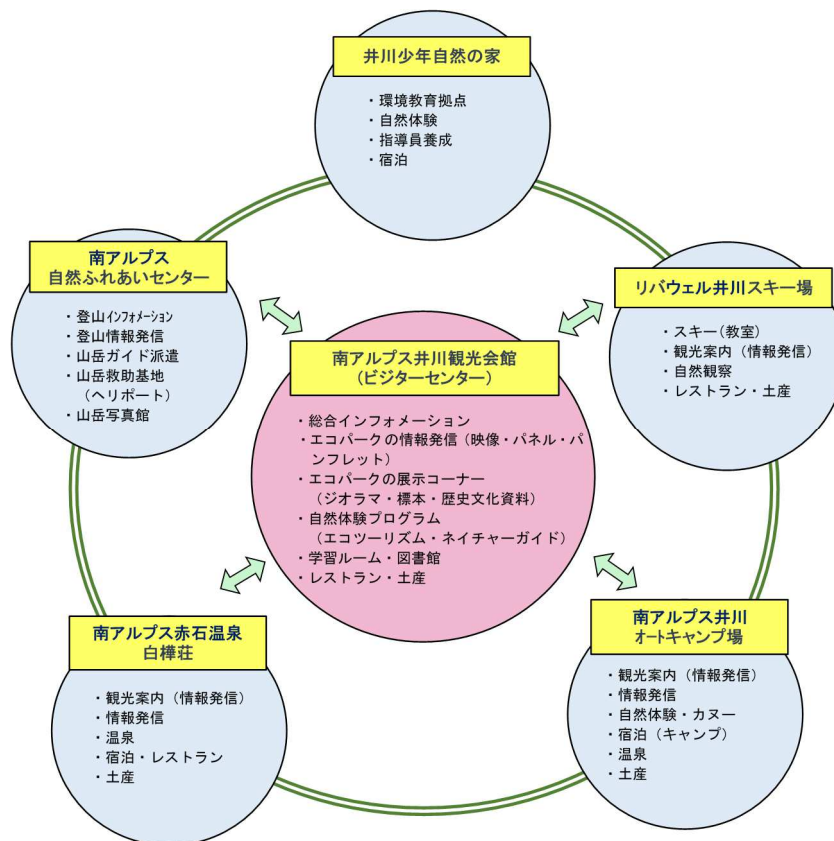 井川少年自然の家
・環境教育拠点
・自然体験
・指導員養成
・宿泊
南アルプス
自然ふれあいセンター
・登山インフォメーション
・登山情報発信
・山岳ガイド派遣
・山岳救助基地
（ヘリポート）
・山岳写真館
リバウェル井川スキー場
・スキー（教室）
・観光案内（情報発信）
・自然観察
・レストラン・土産
南アルプス井川観光会館
（ビジターセンター）
・総合インフォメーション
・エコパークの情報発信（映像・パネル・パ
ンフレット）
・エコパークの展示コーナー
（ジオラマ・標本・歴史文化資料）
・自然体験プログラム
（エコツーリズム・ネイチャーガイド）
・学習ルーム・図書館
・レストラン・土産
南アルプス赤石温泉
白樺荘
・観光案内（情報発信）
・情報発信
・温泉
・宿泊・レストラン
・土産
南アルプス井川
オートキャンプ場
・観光案内（情報発信）
・情報発信
・自然体験・カヌー
・宿泊（キャンプ）
・温泉
・土産